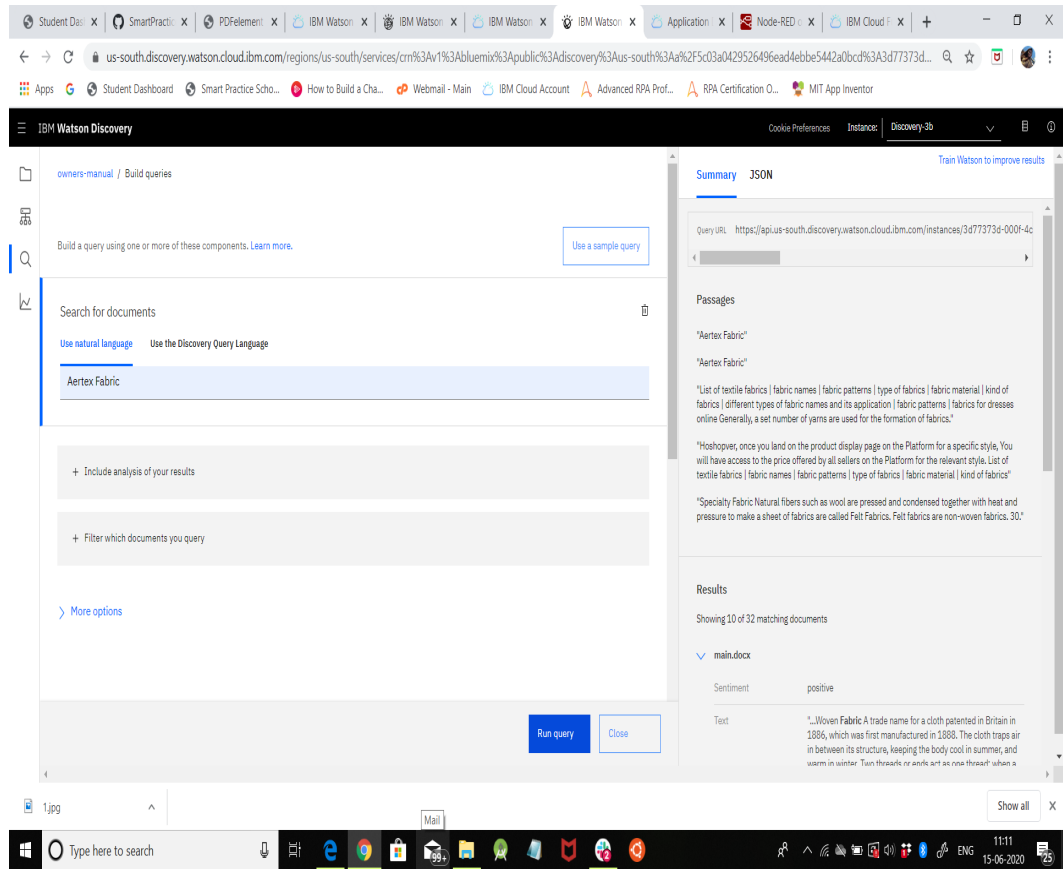 Student Das
SmartPractic
PDFelement
IBM Watson
IBM Watson
IBM Watson
IBM Watson
Application
Node-RED
IBM Cloud F
us-south.discovery.watson.cloud.ibm.com/regions/us-south/services/crn%3Av1%3Abluemix%3Apublic%3Adiscovery%3Aus-south%3Aa%2F5c03a0429526496ead4ebbe5442a0bcd%3A3d77373d...
Apps
Student Dashboard
Smart Practice Scho...
How to Build a Cha...
Webmail - Main
IBM Cloud Account
Advanced RPA Prof...
RPA Certification O...
MIT App Inventor
IBM Watson Discovery
Cookie Preferences
Instance:
Discovery-3b
owners-manual / Build queries
Build a query using one or more of these components. Learn more.
Use a sample query
Search for documents
Use natural language
Use the Discovery Query Language
Aertex Fabric
+ Include analysis of your results
+ Filter which documents you query
More options
Run query
Close
Train Watson to improve results
Summary
JSON
Query URL https://api.us-south.discovery.watson.cloud.ibm.com/instances/3d77373d-000f-4c
Passages
"Aertex Fabric"
"Aertex Fabric"
"List of textile fabrics | fabric names | fabric patterns | type of fabrics | fabric material | kind of
fabrics | different types of fabric names and its application | fabric patterns | fabrics for dresses
online Generally, a set number of yarns are used for the formation of fabrics."
"Hoshopver, once you land on the product display page on the Platform for a specific style, You
will have access to the price offered by all sellers on the Platform for the relevant style. List of
textile fabrics | fabric names | fabric patterns | type of fabrics | fabric material | kind of fabrics"
"Specialty Fabric Natural fibers such as wool are pressed and condensed together with heat and
pressure to make a sheet of fabrics are called Felt Fabrics. Felt fabrics are non-woven fabrics. 30."
Results
Showing 10 of 32 matching documents
main.docx
Sentiment
positive
Text
"...Woven Fabric A trade name for a cloth patented in Britain in
1886, which was first manufactured in 1888. The cloth traps air
in between its structure, keeping the body cool in summer, and
warm in winter. Two threads or ends act as one thread; when a
1.jpg
Show all
Mail
Type here to search
99+
ENG
11:11
15-06-2020
25